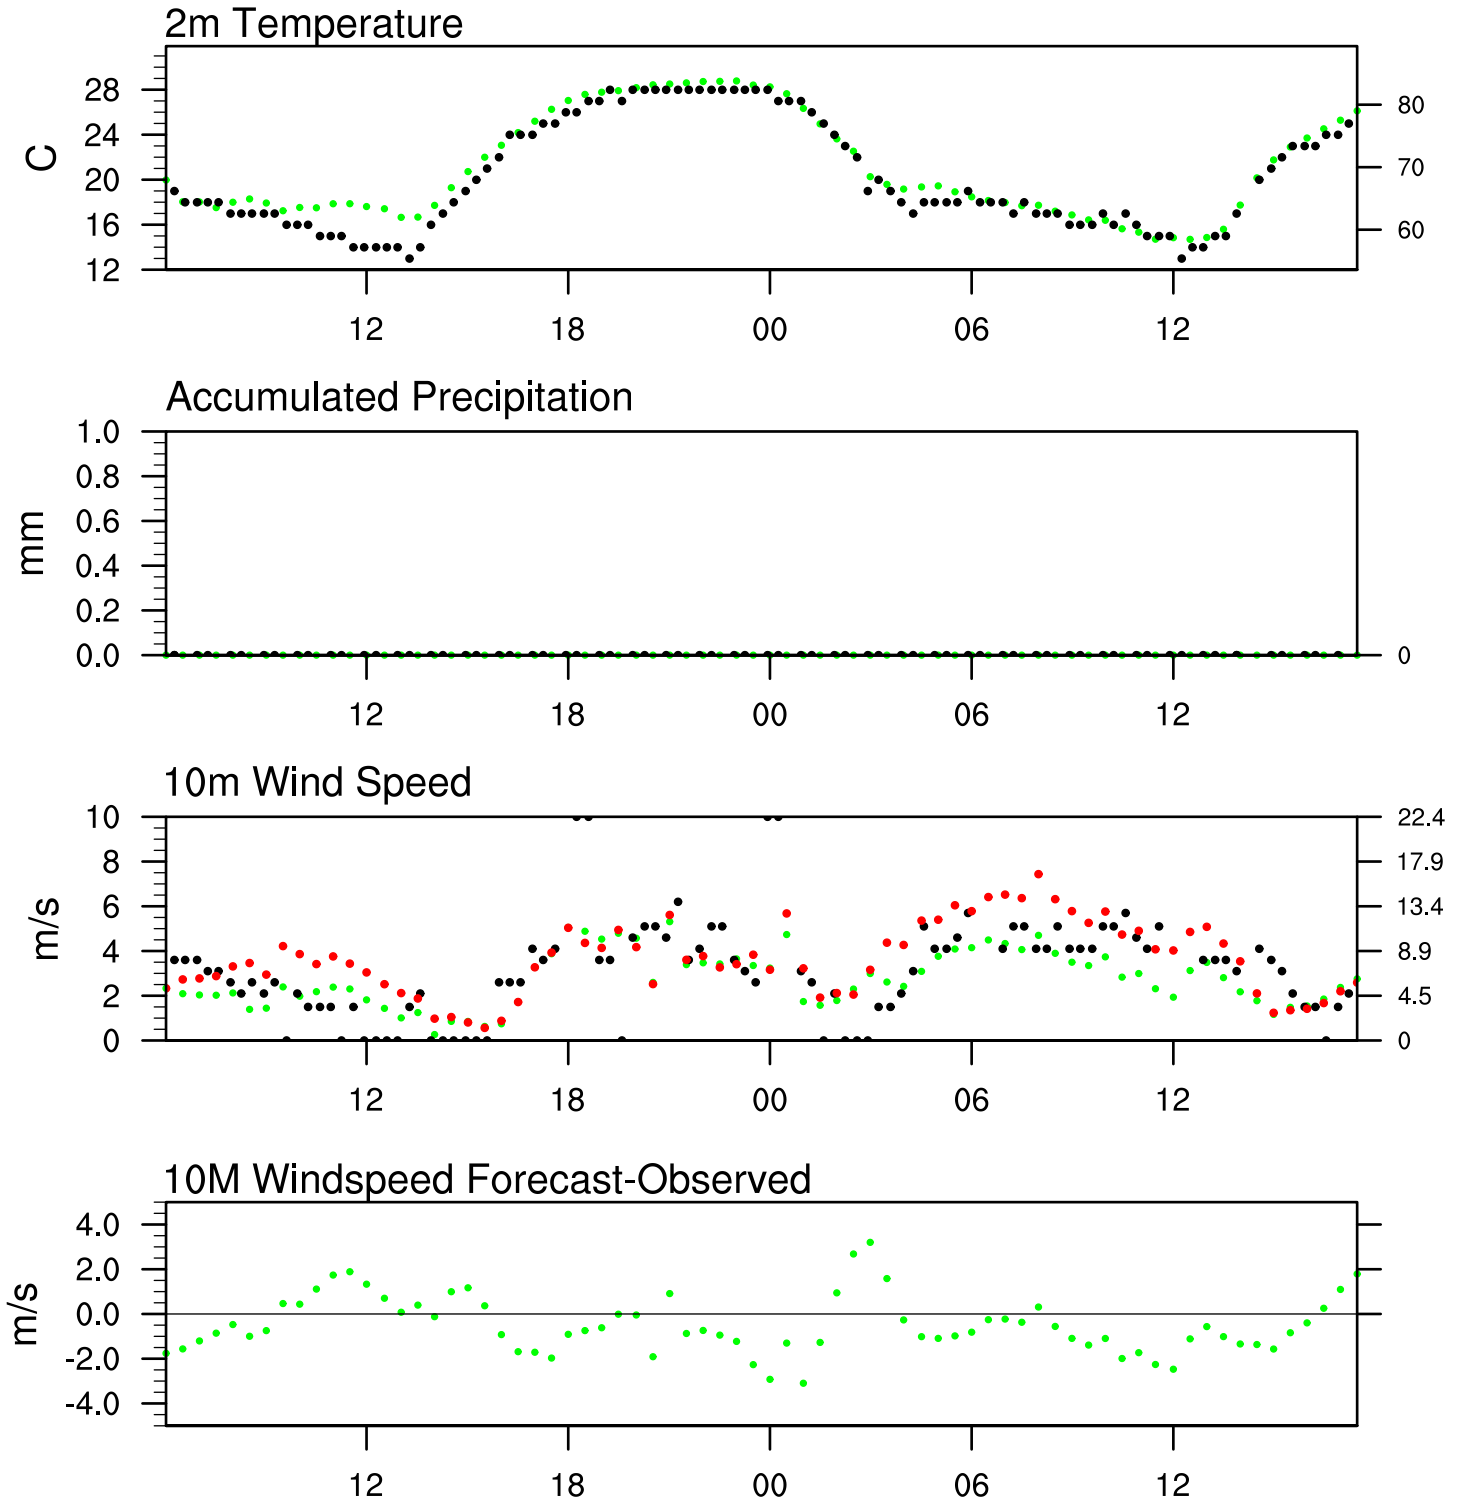 2m Temperature
28
24
20
16
12
C
80
70
60
12 18 00 06 12
Accumulated Precipitation
1.0
0.8
0.6
0.4
0.2
0.0
mm
0
12 18 00 06 12
10m Wind Speed
10
8
6
4
2
0
m/s
22.4
17.9
13.4
8.9
4.5
0
12 18 00 06 12
10M Windspeed Forecast-Observed
4.0
2.0
0.0
-2.0
-4.0
m/s
12 18 00 06 12